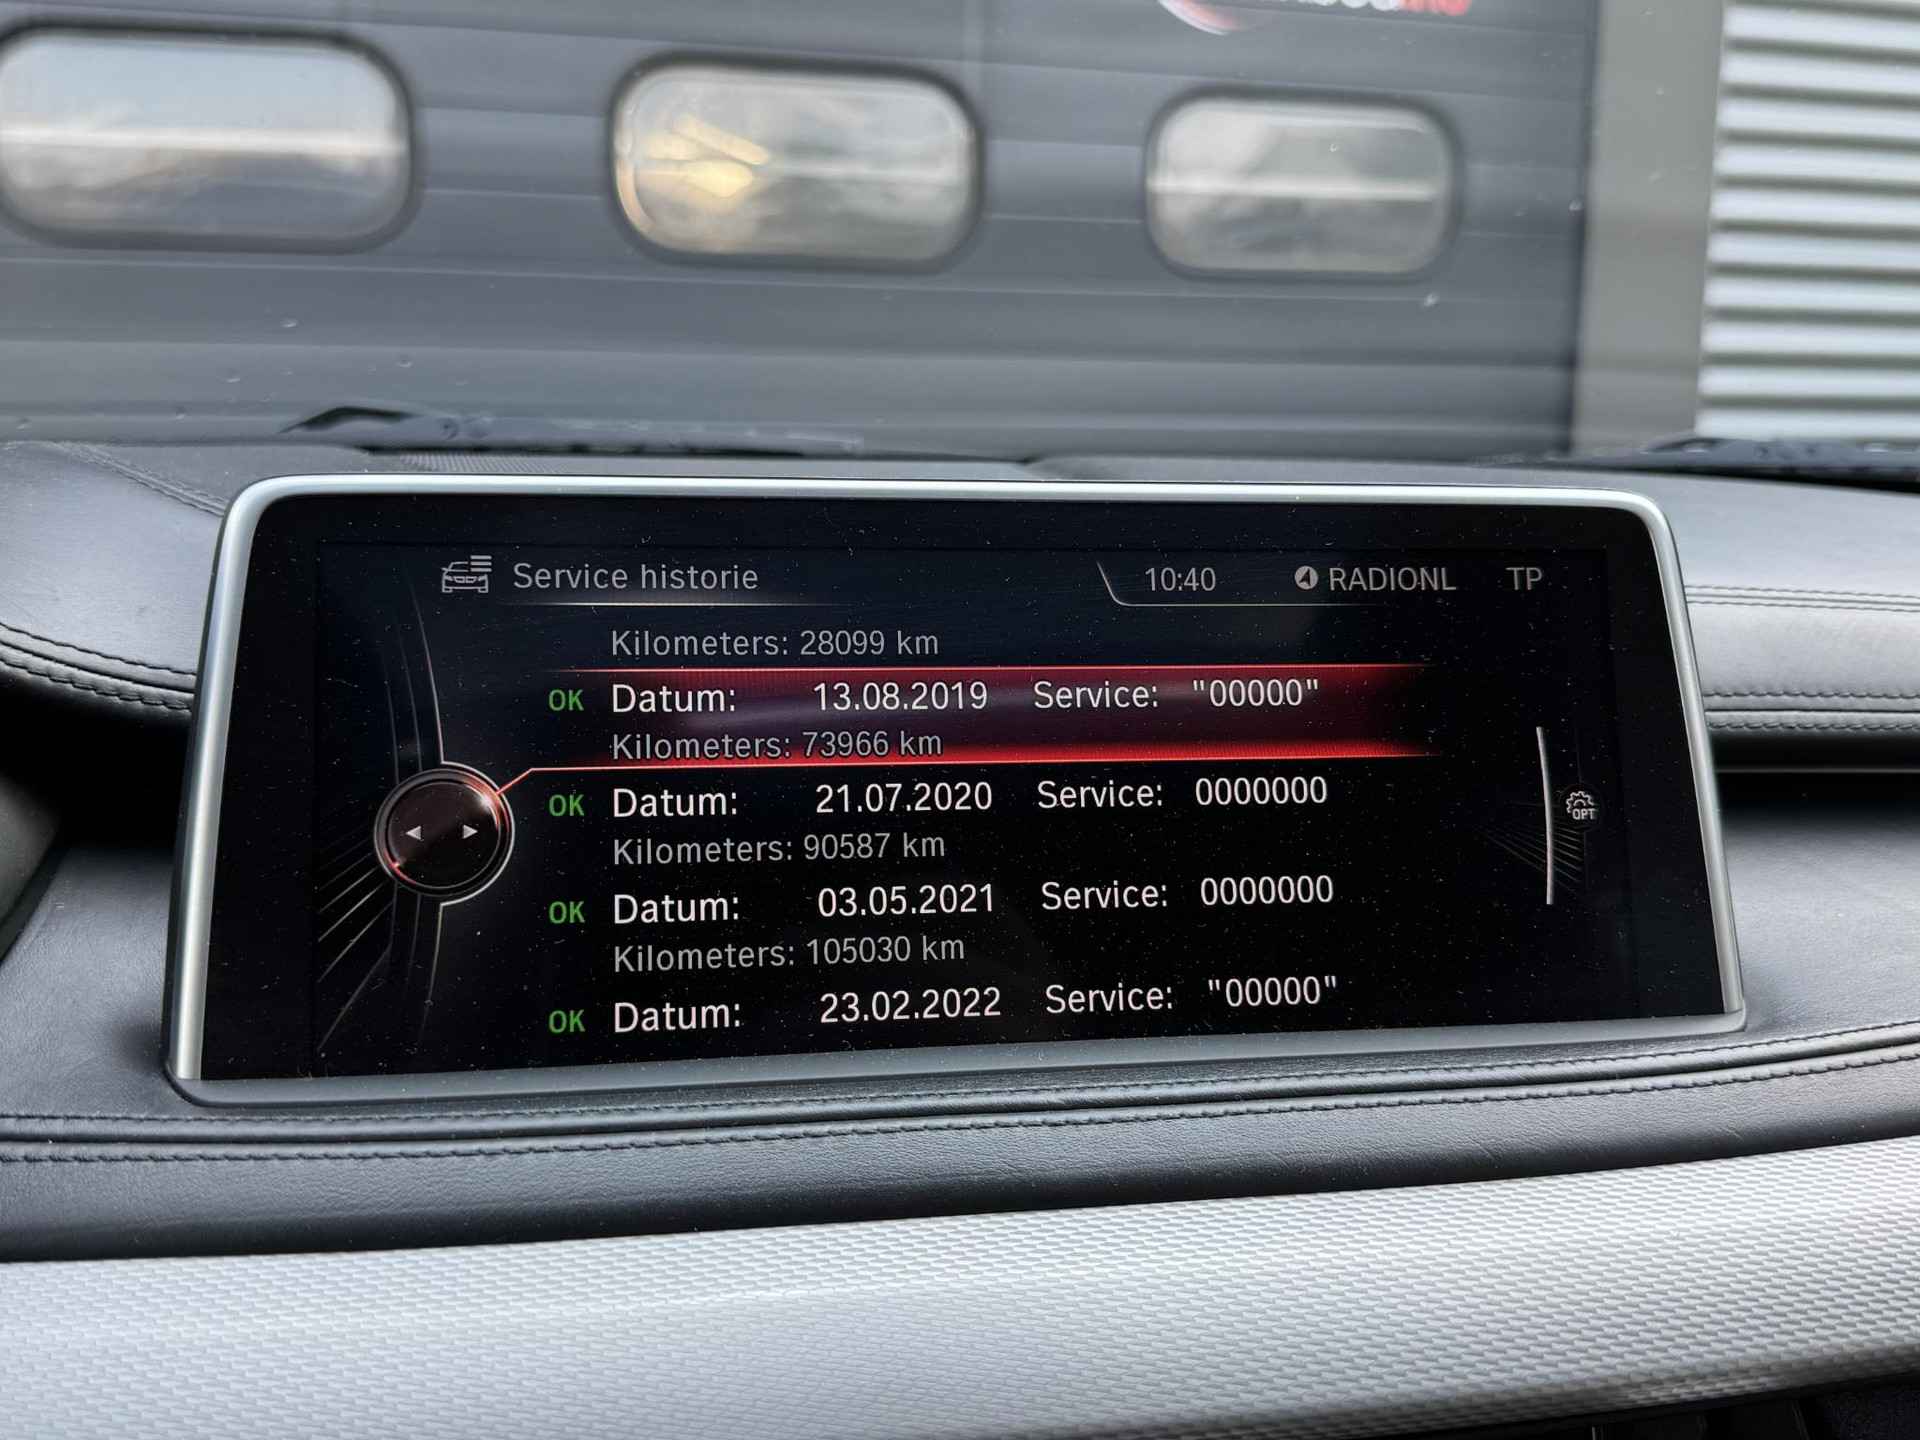 Service historie 10:40 RADIONL TP
Kilometers: 28099 km
OK Datum: 13.08.2019 Service: "00000"
Kilometers: 73966 km
OK Datum: 21.07.2020 Service: 0000000
Kilometers: 90587 km
OPT
OK Datum: 03.05.2021 Service: 0000000
Kilometers: 105030 km
OK Datum: 23.02.2022 Service: "00000"